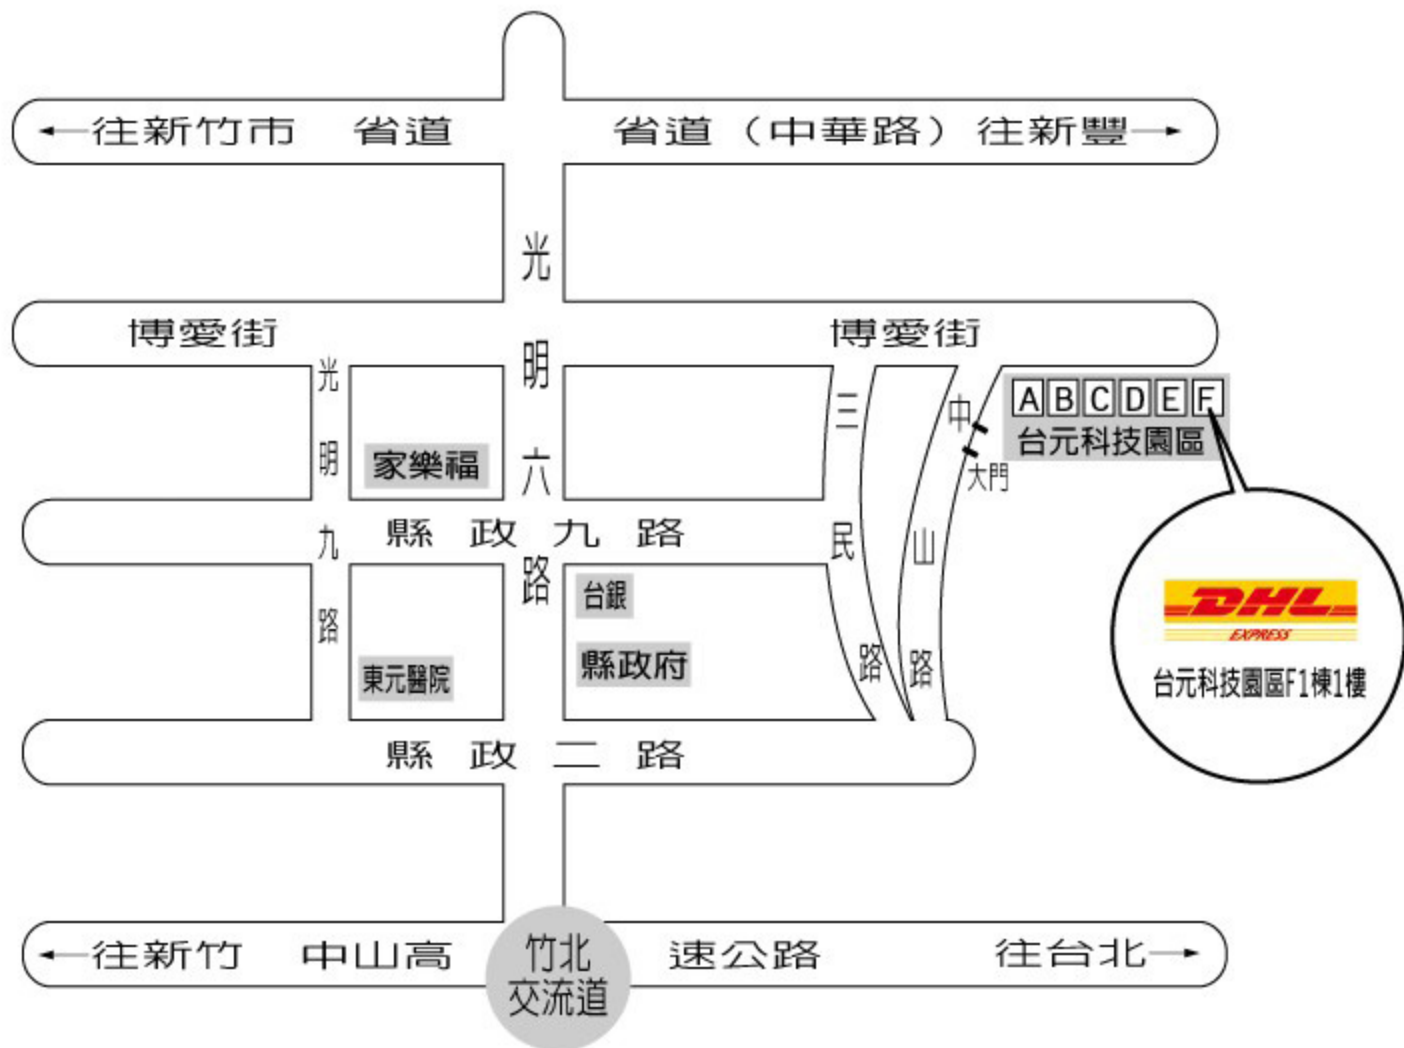 ←往新竹市 省道 省道（中華路）往新豐→
光明六路
博愛街 博愛街
光明九路
三民路
中山路
ABCDEF
台元科技園區
大門
家樂福
縣政九路
台銀
縣政府
東元醫院
DHL
EXPRESS
台元科技園區F1棟1樓
縣政二路
←往新竹 中山高速公路 往台北→
竹北
交流道